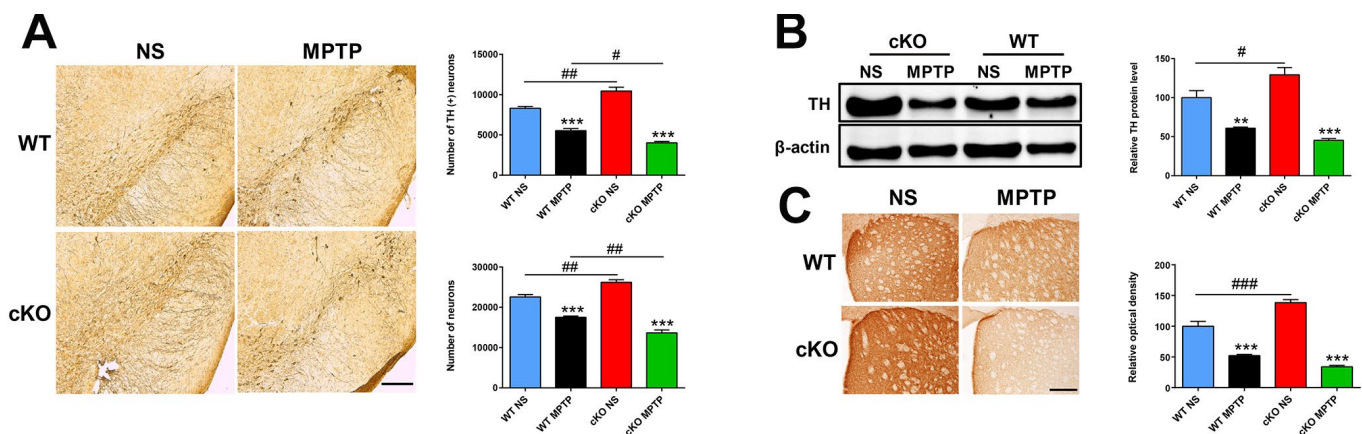 A
NS MPTP
WT
cKO
Number of TH (+) neurons
15000
10000
5000
0
#
##
***
***
WT NS
WT MPTP
cKO NS
cKO MPTP
Number of neurons
30000
20000
10000
0
##
##
***
***
WT NS
WT MPTP
cKO NS
cKO MPTP
B
cKO WT
NS MPTP NS MPTP
TH
β-actin
Relative TH protein level
150
100
50
0
#
**
***
WT NS
WT MPTP
cKO NS
cKO MPTP
C
NS MPTP
WT
cKO
Relative optical density
200
150
100
50
0
###
***
***
WT NS
WT MPTP
cKO NS
cKO MPTP